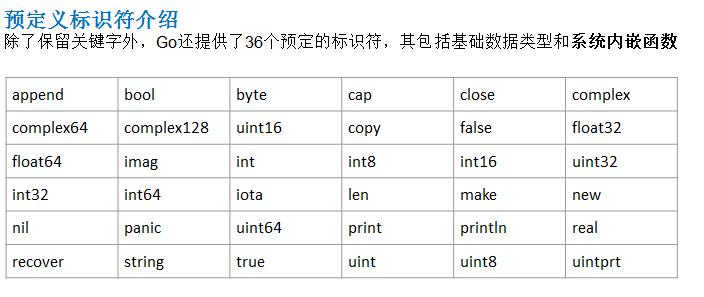 预定义标识符介绍
除了保留关键字外，Go还提供了36个预定的标识符，其包括基础数据类型和系统内嵌函数
append bool byte cap close complex
complex64 complex128 uint16 copy false float32
float64 imag int int8 int16 uint32
int32 int64 iota len make new
nil panic uint64 print println real
recover string true uint uint8 uintprt